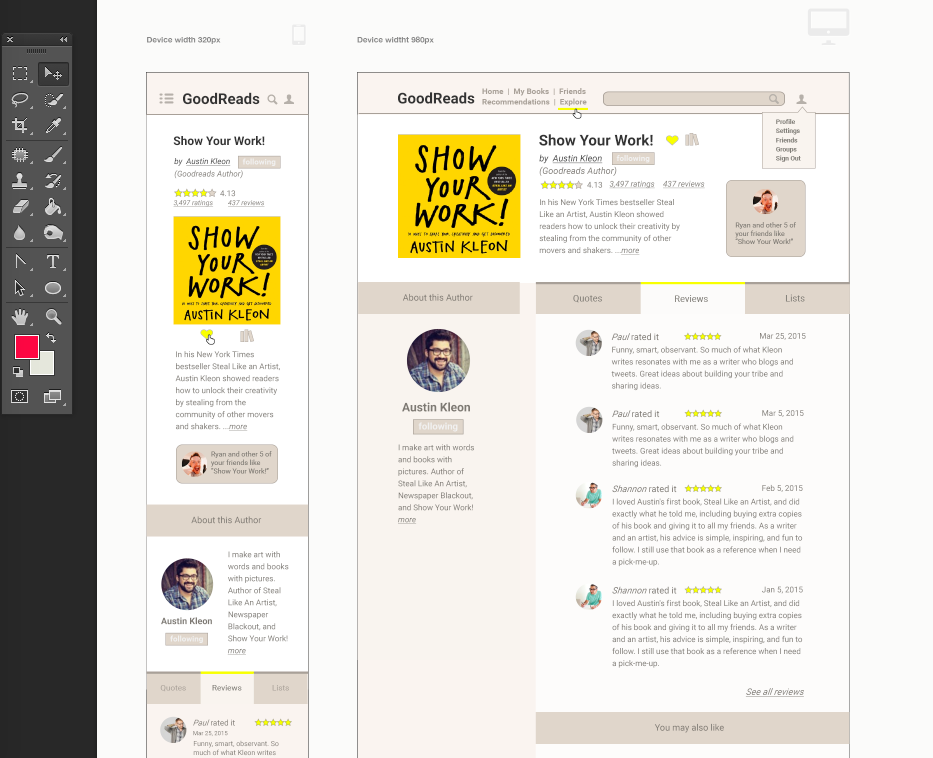 Device width 320px
GoodReads
Show Your Work!
by Austin Kleon following
(Goodreads Author)
4.13
3,497 ratings 437 reviews
SHOW
YOUR
WORK!
AUSTIN KLEON
In his New York Times
bestseller Steal Like an Artist,
Austin Kleon showed readers
how to unlock their creativity
by stealing from the
community of other movers
and shakers. ...more
Ryan and other 5 of
your friends like
"Show Your Work!"
About this Author
I make art with
words and books
with pictures.
Author of Steal
Like An Artist,
Newspaper
Blackout, and
Show Your Work!
more
Austin Kleon
following
Quotes Reviews Lists
Paul rated it
Mar 25, 2015
Funny, smart, observant. So
much of what Kleon writes
Device widtht 980px
GoodReads
Home | My Books | Friends
Recommendations | Explore
Profile
Settings
Friends
Groups
Sign Out
SHOW
YOUR
WORK!
10 WAYS TO SHARE YOUR CREATIVITY AND GET DISCOVERED
AUSTIN KLEON
Show Your Work!
by Austin Kleon following
(Goodreads Author)
4.13 3,497 ratings 437 reviews
In his New York Times bestseller Steal
Like an Artist, Austin Kleon showed
readers how to unlock their creativity by
stealing from the community of other
movers and shakers. ...more
Ryan and other 5 of
your friends like
"Show Your Work!"
About this Author
Austin Kleon
following
I make art with words
and books with
pictures. Author of
Steal Like An Artist,
Newspaper Blackout,
and Show Your Work!
more
Quotes Reviews Lists
Paul rated it Mar 25, 2015
Funny, smart, observant. So much of what Kleon
writes resonates with me as a writer who blogs and
tweets. Great ideas about building your tribe and
sharing ideas.
Paul rated it Mar 5, 2015
Funny, smart, observant. So much of what Kleon
writes resonates with me as a writer who blogs and
tweets. Great ideas about building your tribe and
sharing ideas.
Shannon rated it Feb 5, 2015
I loved Austin's first book, Steal Like an Artist, and did
exactly what he told me, including buying extra copies
of his book and giving it to all my friends. As a writer
and an artist, his advice is simple, inspiring, and fun to
follow. I still use that book as a reference when I need
a pick-me-up.
Shannon rated it Jan 5, 2015
I loved Austin's first book, Steal Like an Artist, and did
exactly what he told me, including buying extra copies
of his book and giving it to all my friends. As a writer
and an artist, his advice is simple, inspiring, and fun to
follow. I still use that book as a reference when I need
a pick-me-up.
See all reviews
You may also like